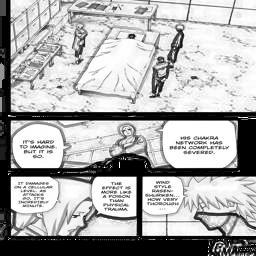 HIS CHAKRA
NETWORK HAS
BEEN COMPLETELY
SEVERED.
IT'S HARD
TO IMAGINE,
BUT IT IS
SO.
WIND
STYLE
RASEN-
SHURIKEN...
HOW VERY
THOROUGH
...
THE
EFFECT IS
MORE LIKE
A POISON
THAN
PHYSICAL
TRAUMA.
IT DAMAGES
ON A CELLULAR
LEVEL. AS
ATTACKS
GO, IT'S
INCREDIBLY
MINUTE.